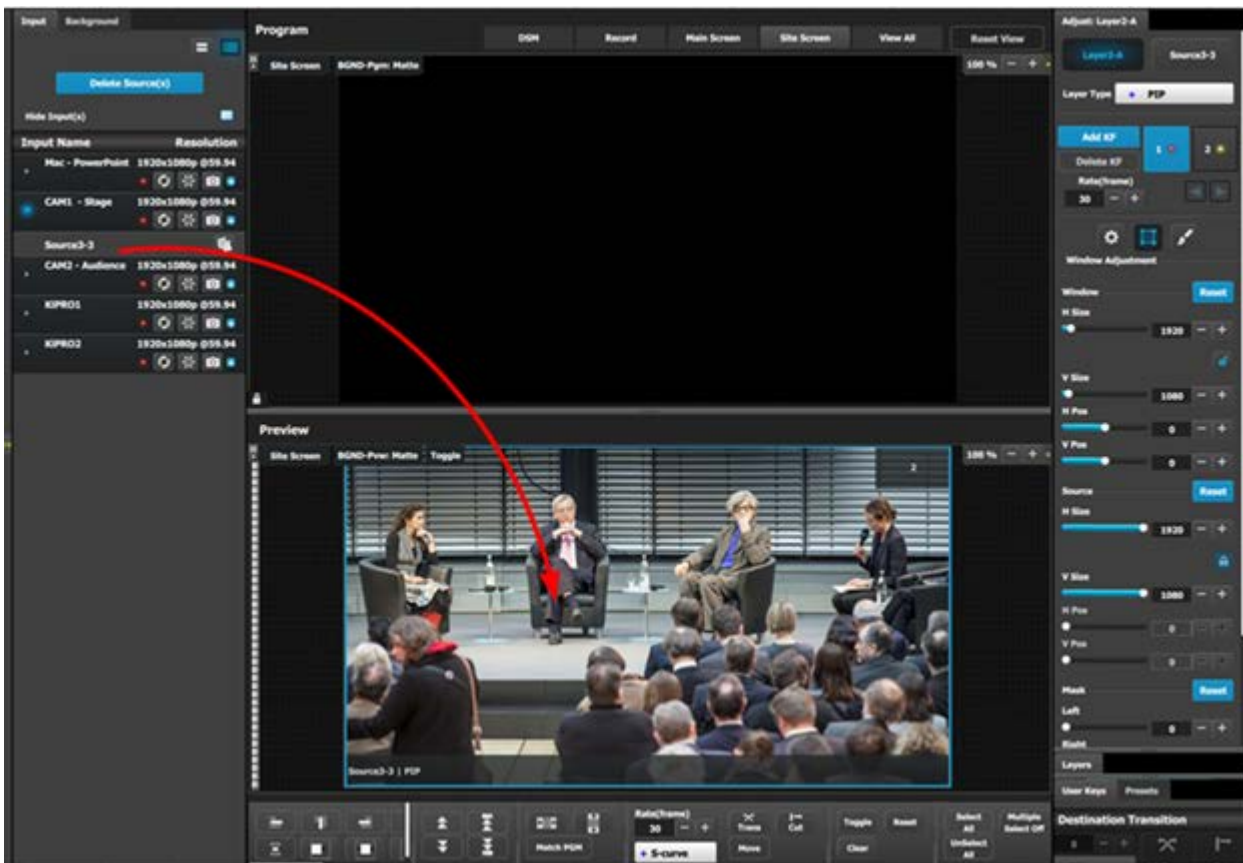 Input Background
Delete Source(s)
Hide Input(s)
Input Name Resolution
Mac - PowerPoint 1920x1080p @59.94
CAM1 - Stage 1920x1080p @59.94
Source3-3
CAM2 - Audience 1920x1080p @59.94
KIPRO1 1920x1080p @59.94
KIPRO2 1920x1080p @59.94
Program
DSM Record Main Screen Site Screen View All Reset View
Site Screen BGND-Pgm: Matte 100 % - +
Preview
Site Screen BGND-Pvw: Matte Toggle 100 % - +
2
Source3-3 | PIP
Match PGM
Rate(frame)
30 - +
+ S-curve
Trans Cut
Move
Toggle Reset
Clear
Select All
Multiple Select Off
UnSelect All
Adjust: Layer2-A
Layer2-A Source3-3
Layer Type + PIP
Add KF 1 2
Delete KF
Rate(frame)
30 - +
Window Adjustment
Window Reset
H Size
1920 - +
V Size
1080 - +
H Pos
0 - +
V Pos
0 - +
Source Reset
H Size
1920 - +
V Size
1080 - +
H Pos
0
V Pos
0
Mask Reset
Left
0 - +
Right
Layers
User Keys Presets
Destination Transition
0 - +